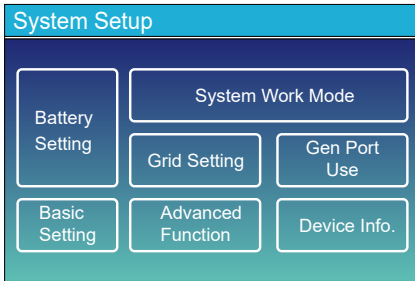 System Setup
Battery
Setting
System Work Mode
Grid Setting
Gen Port
Use
Basic
Setting
Advanced
Function
Device Info.